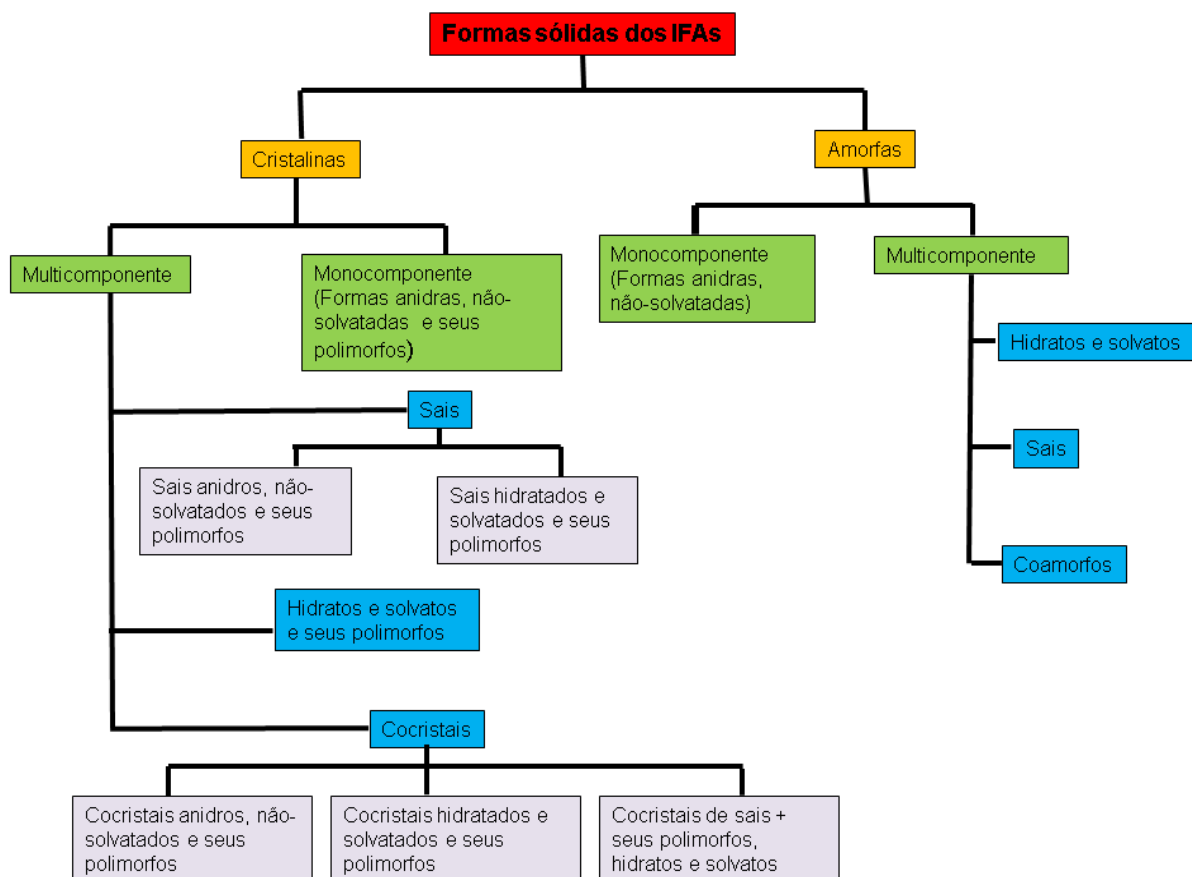 Formas sólidas dos IFAs
Cristalinas
Amorfas
Multicomponente
Monocomponente
(Formas anidras, não-
solvatadas e seus
polimorfos)
Monocomponente
(Formas anidras,
não-solvatadas)
Multicomponente
Hidratos e solvatos
Sais
Coamorfos
Sais
Sais anidros, não-
solvatados e seus
polimorfos
Sais hidratados e
solvatados e seus
polimorfos
Hidratos e solvatos
e seus polimorfos
Cocristais
Cocristais anidros, não-
solvatados e seus
polimorfos
Cocristais hidratados e
solvatados e seus
polimorfos
Cocristais de sais +
seus polimorfos,
hidratos e solvatos